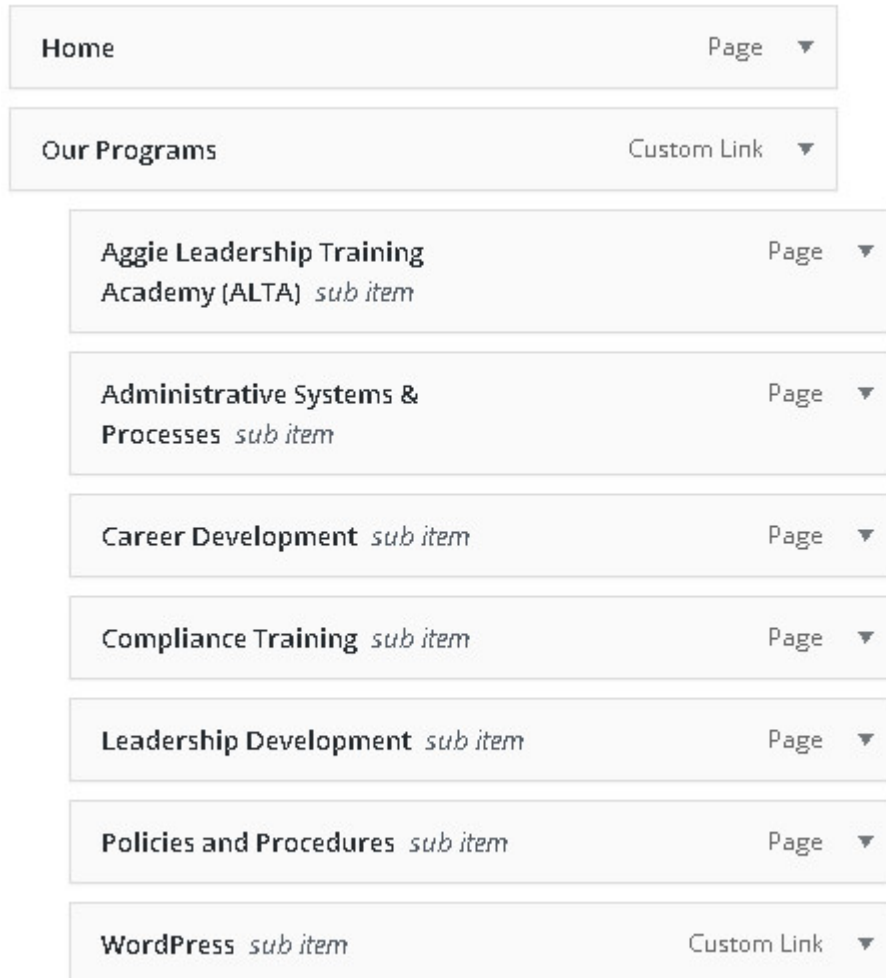 Home Page
Our Programs Custom Link
Aggie Leadership Training Page
Academy (ALTA) sub item
Administrative Systems & Page
Processes sub item
Career Development sub item Page
Compliance Training sub item Page
Leadership Development sub item Page
Policies and Procedures sub item Page
WordPress sub item Custom Link